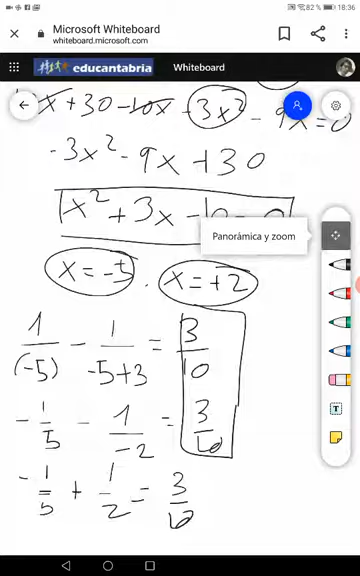 82 % 18:36
Microsoft Whiteboard
whiteboard.microsoft.com
educantabria Whiteboard
x + 30 - 10x - 3x² - 9x = 0
- 3x² - 9x + 30
x² + 3x - 10 = 0
Panorámica y zoom
x = -5 . x = +2
1/(-5) - 1/(-5+3) = 3/10
- 1/5 - 1/-2 = 3/10
- 1/5 + 1/2 = 3/10